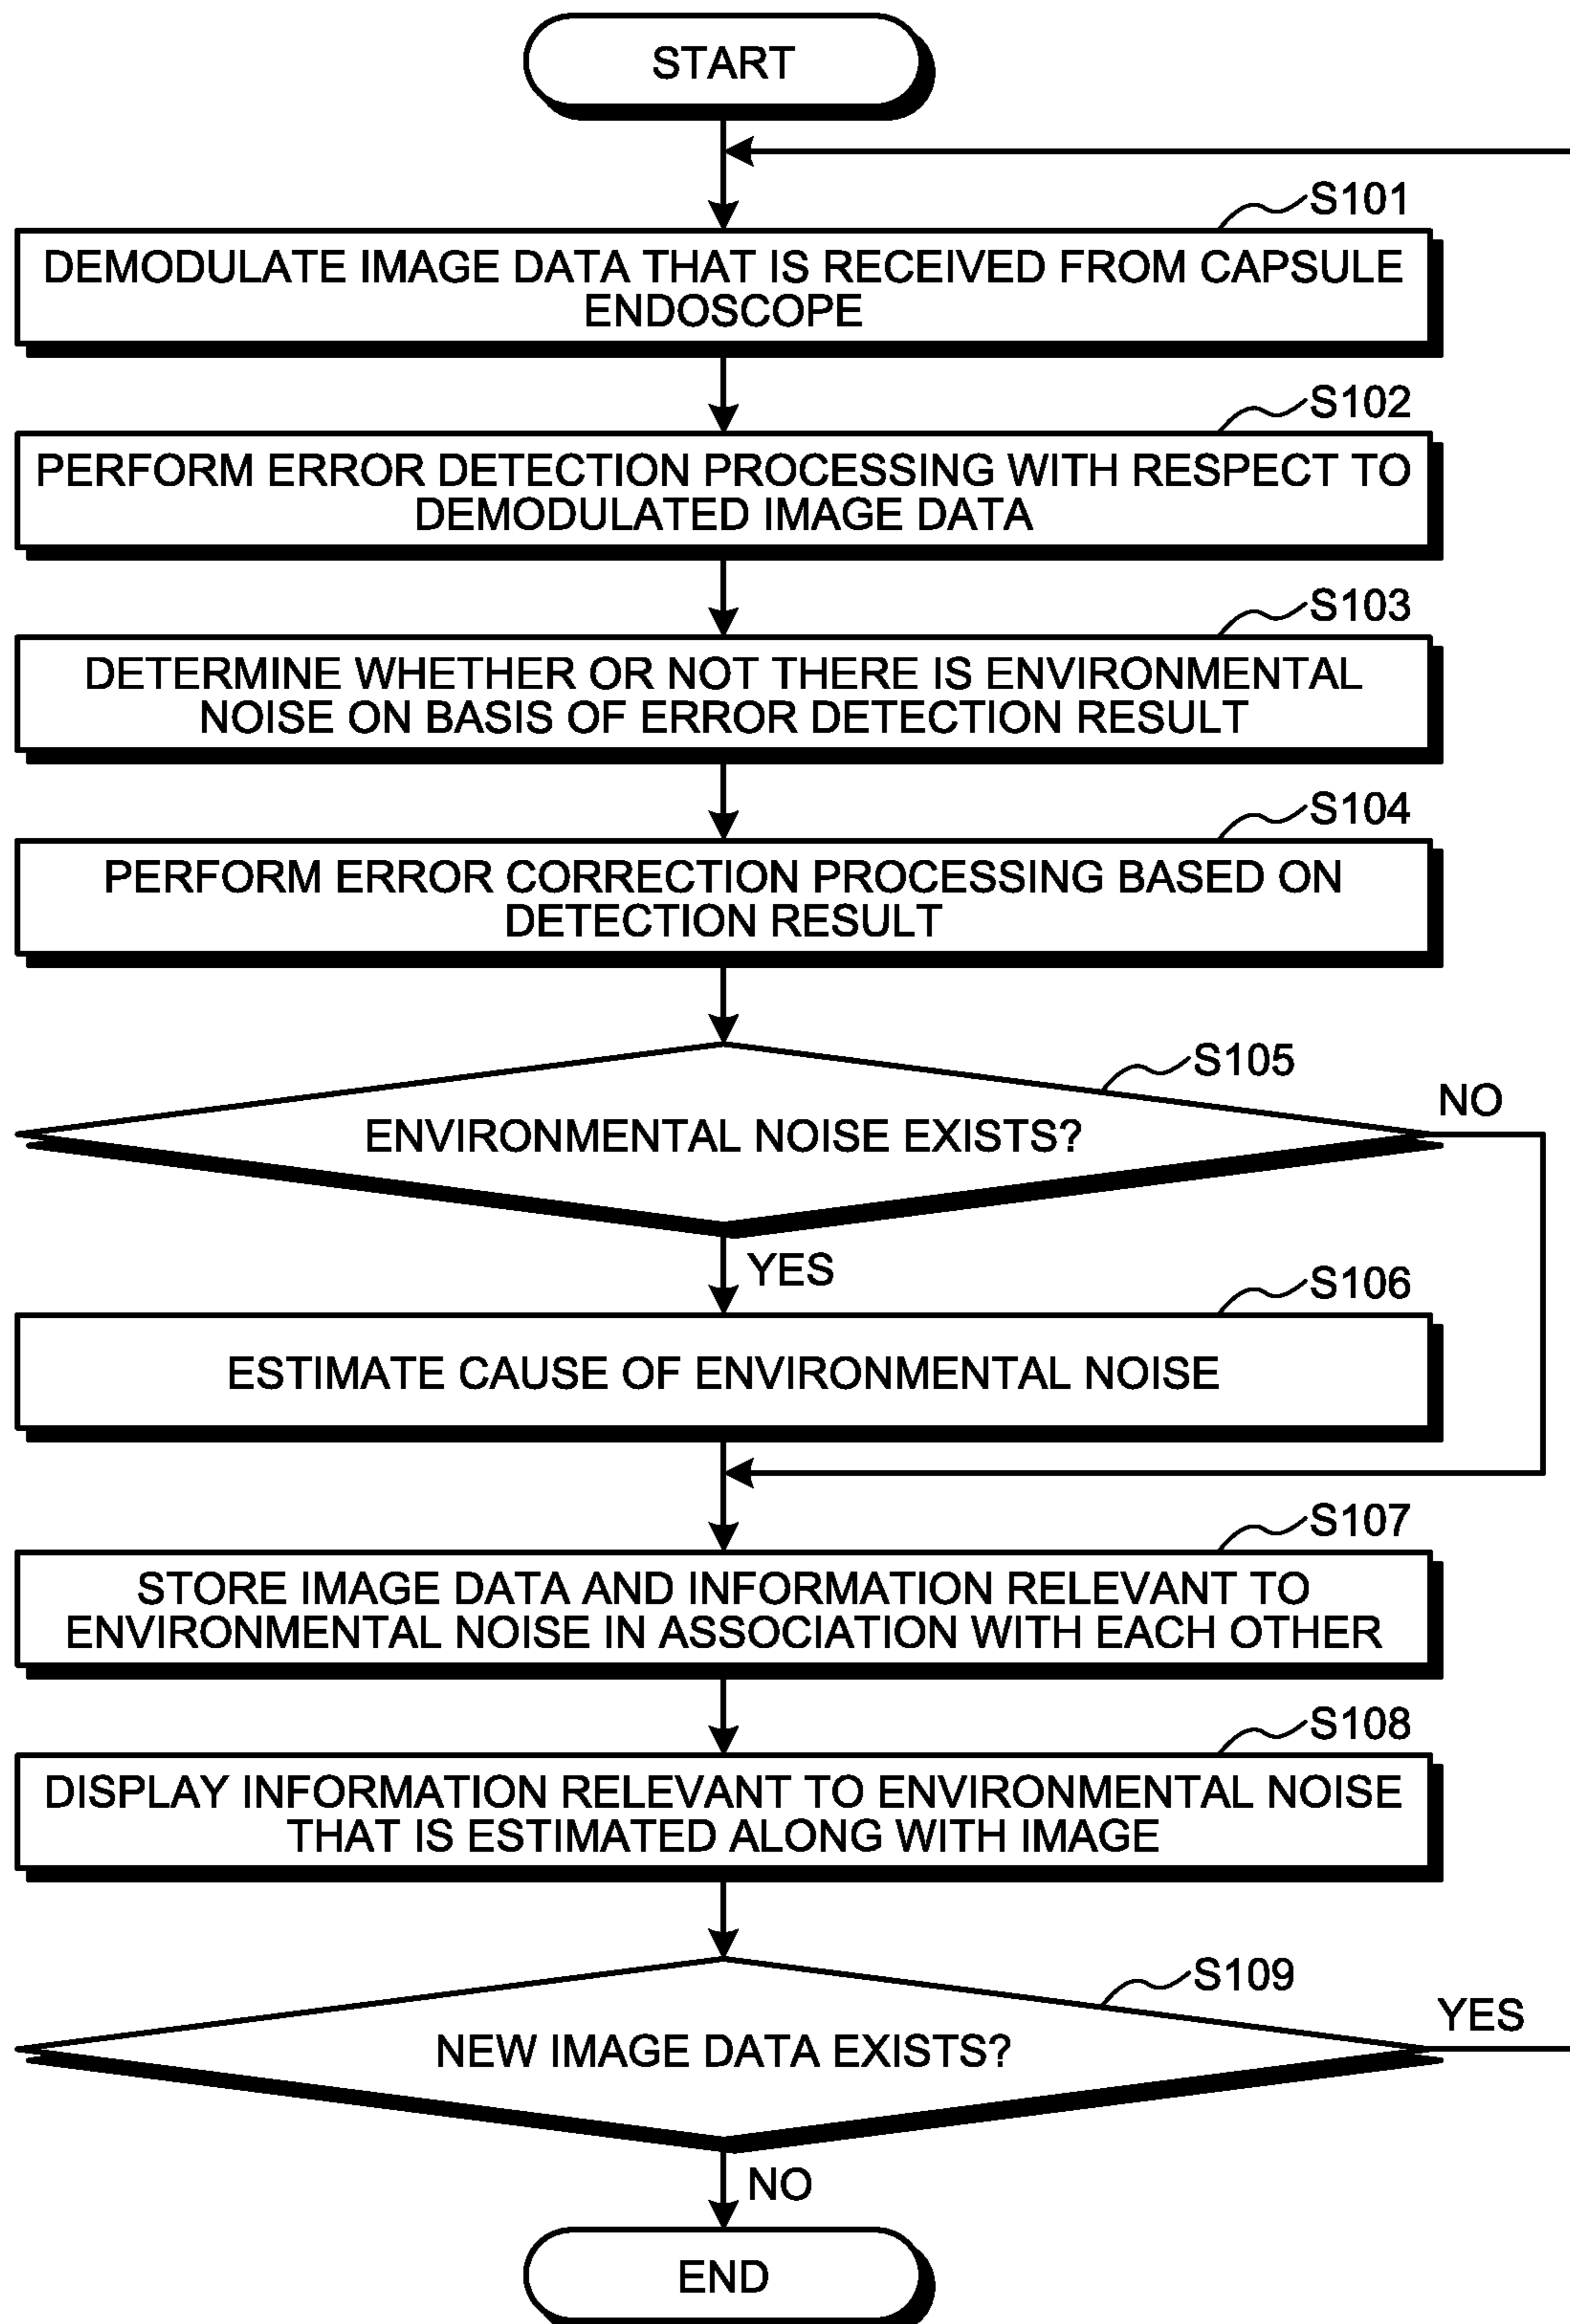 START
S101
DEMODULATE IMAGE DATA THAT IS RECEIVED FROM CAPSULE
ENDOSCOPE
S102
PERFORM ERROR DETECTION PROCESSING WITH RESPECT TO
DEMODULATED IMAGE DATA
S103
DETERMINE WHETHER OR NOT THERE IS ENVIRONMENTAL
NOISE ON BASIS OF ERROR DETECTION RESULT
S104
PERFORM ERROR CORRECTION PROCESSING BASED ON
DETECTION RESULT
S105
NO
ENVIRONMENTAL NOISE EXISTS?
YES
S106
ESTIMATE CAUSE OF ENVIRONMENTAL NOISE
S107
STORE IMAGE DATA AND INFORMATION RELEVANT TO
ENVIRONMENTAL NOISE IN ASSOCIATION WITH EACH OTHER
S108
DISPLAY INFORMATION RELEVANT TO ENVIRONMENTAL NOISE
THAT IS ESTIMATED ALONG WITH IMAGE
S109
YES
NEW IMAGE DATA EXISTS?
NO
END